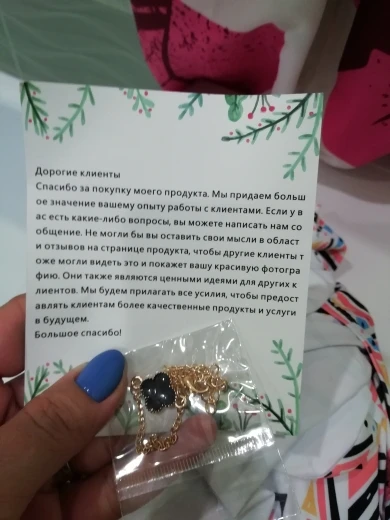 Дорогие клиенты
Спасибо за покупку моего продукта. Мы придаем больш
ое значение вашему опыту работы с клиентами. Если у в
ас есть какие-либо вопросы, вы можете написать нам со
общение. Не могли бы вы оставить свои мысли в област
и отзывов на странице продукта, чтобы другие клиенты т
оже могли видеть это и покажет вашу красивую фотогра
фию. Они также являются ценными идеями для других к
лиентов. Мы будем прилагать все усилия, чтобы предост
авлять клиентам более качественные продукты и услуги
в будущем.
Большое спасибо!